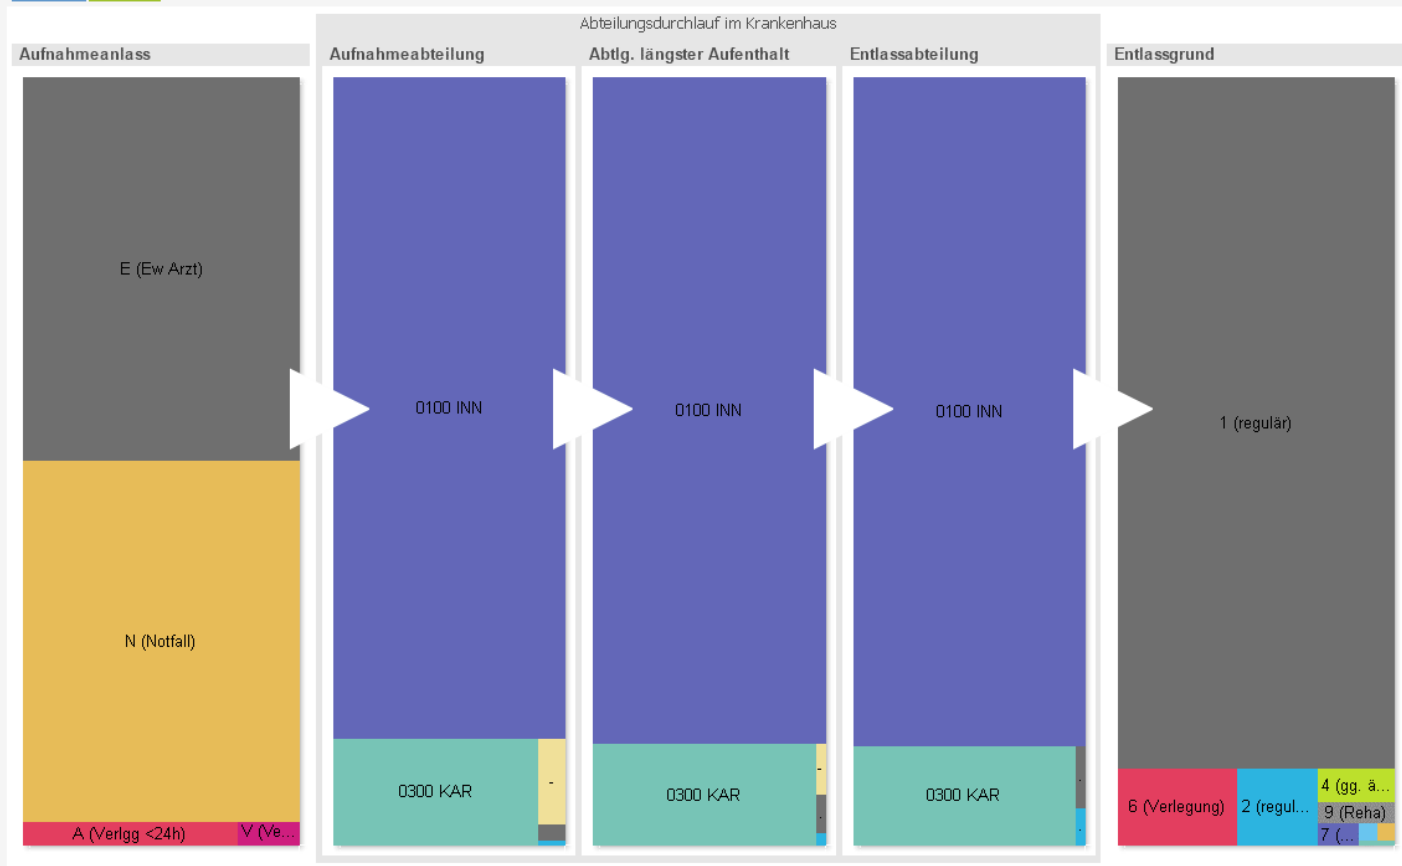 Abteilungsdurchlauf im Krankenhaus
Aufnahmeanlass
Aufnahmeabteilung
Abtlg. längster Aufenthalt
Entlassabteilung
Entlassgrund
E (Ew Arzt)
N (Notfall)
A (Verlgg <24h)
V (Ve...
0100 INN
0300 KAR
-
0100 INN
0300 KAR
-
.
0100 INN
0300 KAR
.
.
1 (regulär)
6 (Verlegung)
2 (regul...
4 (gg. ä...
9 (Reha)
7 (...